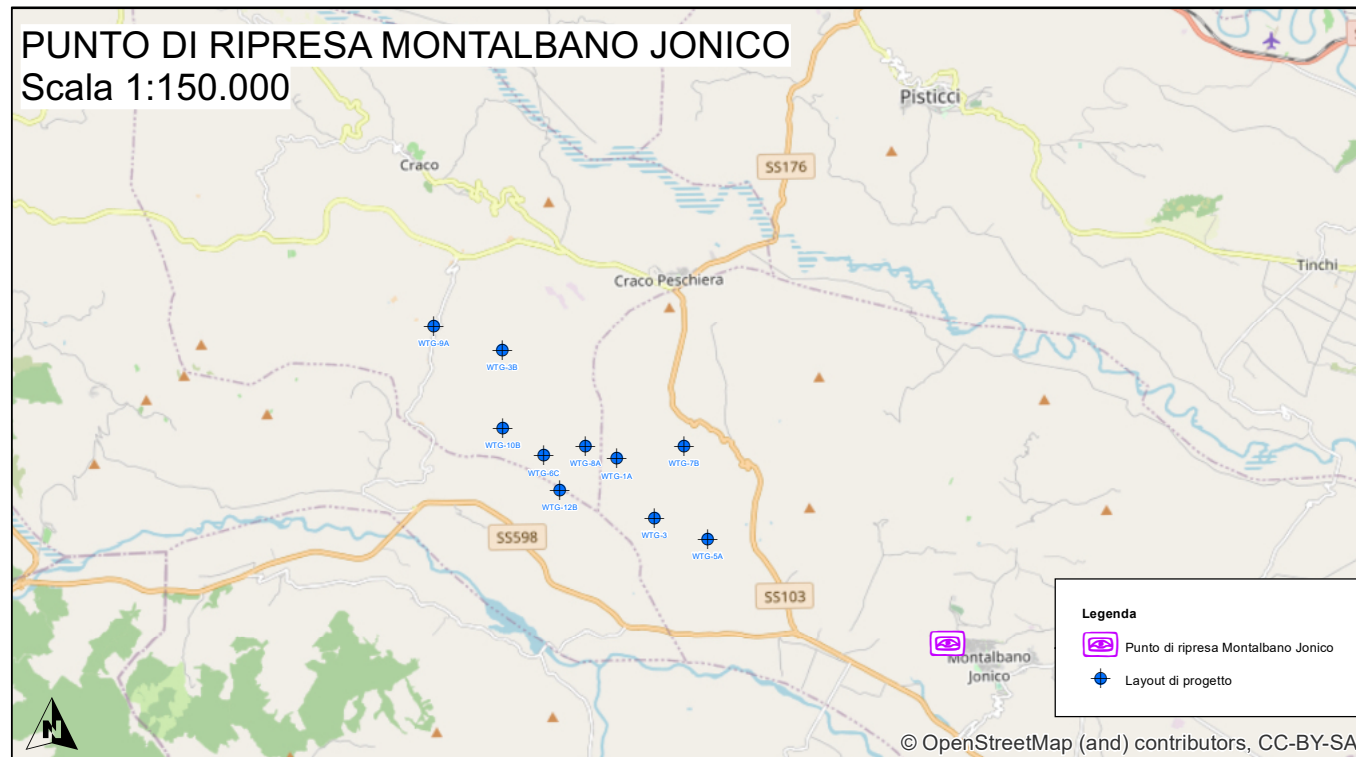 PUNTO DI RIPRESA MONTALBANO JONICO
Scala 1:150.000
Pisticci
SS176
Craco
Tinchi
Craco Peschiera
WTG-9A
WTG-3B
WTG-10B
WTG-8A
WTG-7B
WTG-6C
WTG-1A
WTG-12B
WTG-3
SS598
WTG-5A
SS103
Legenda
Punto di ripresa Montalbano Jonico
Layout di progetto
Montalbano
Jonico
N
© OpenStreetMap (and) contributors, CC-BY-SA